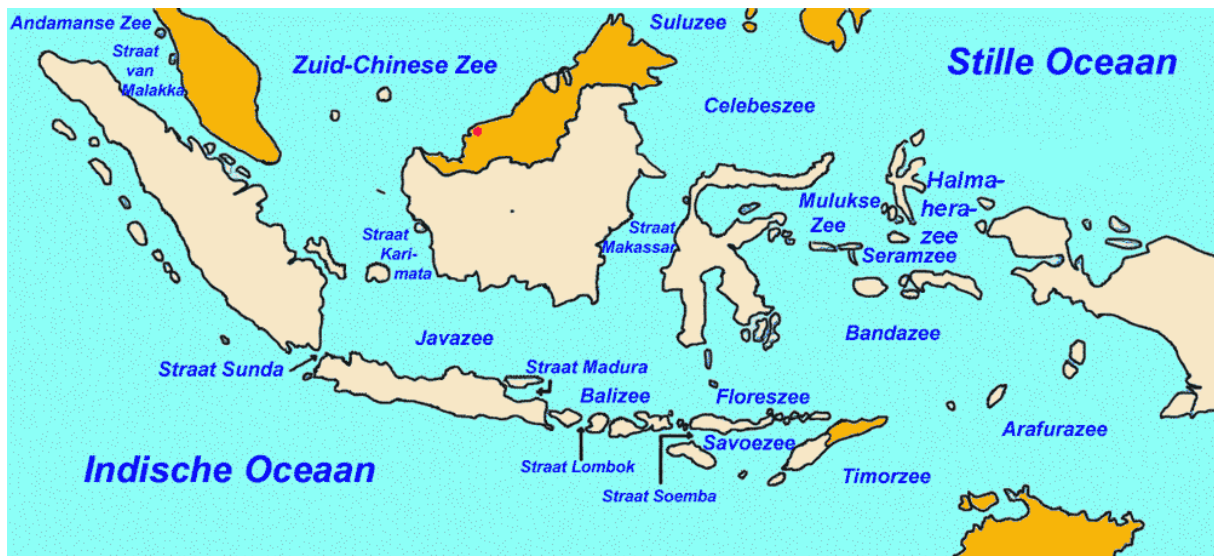 Andamanse Zee
Suluzee
Straat
van
Malakka
Zuid-Chinese Zee
Stille Oceaan
Celebeszee
Halma-
hera-
zee
Mulukse
Zee
Straat
Makassar
Straat
Kari-
mata
Seramzee
Javazee
Bandazee
Straat Sunda
Straat Madura
Balizee
Floreszee
Arafurazee
Savoezee
Indische Oceaan
Straat Lombok
Timorzee
Straat Soemba